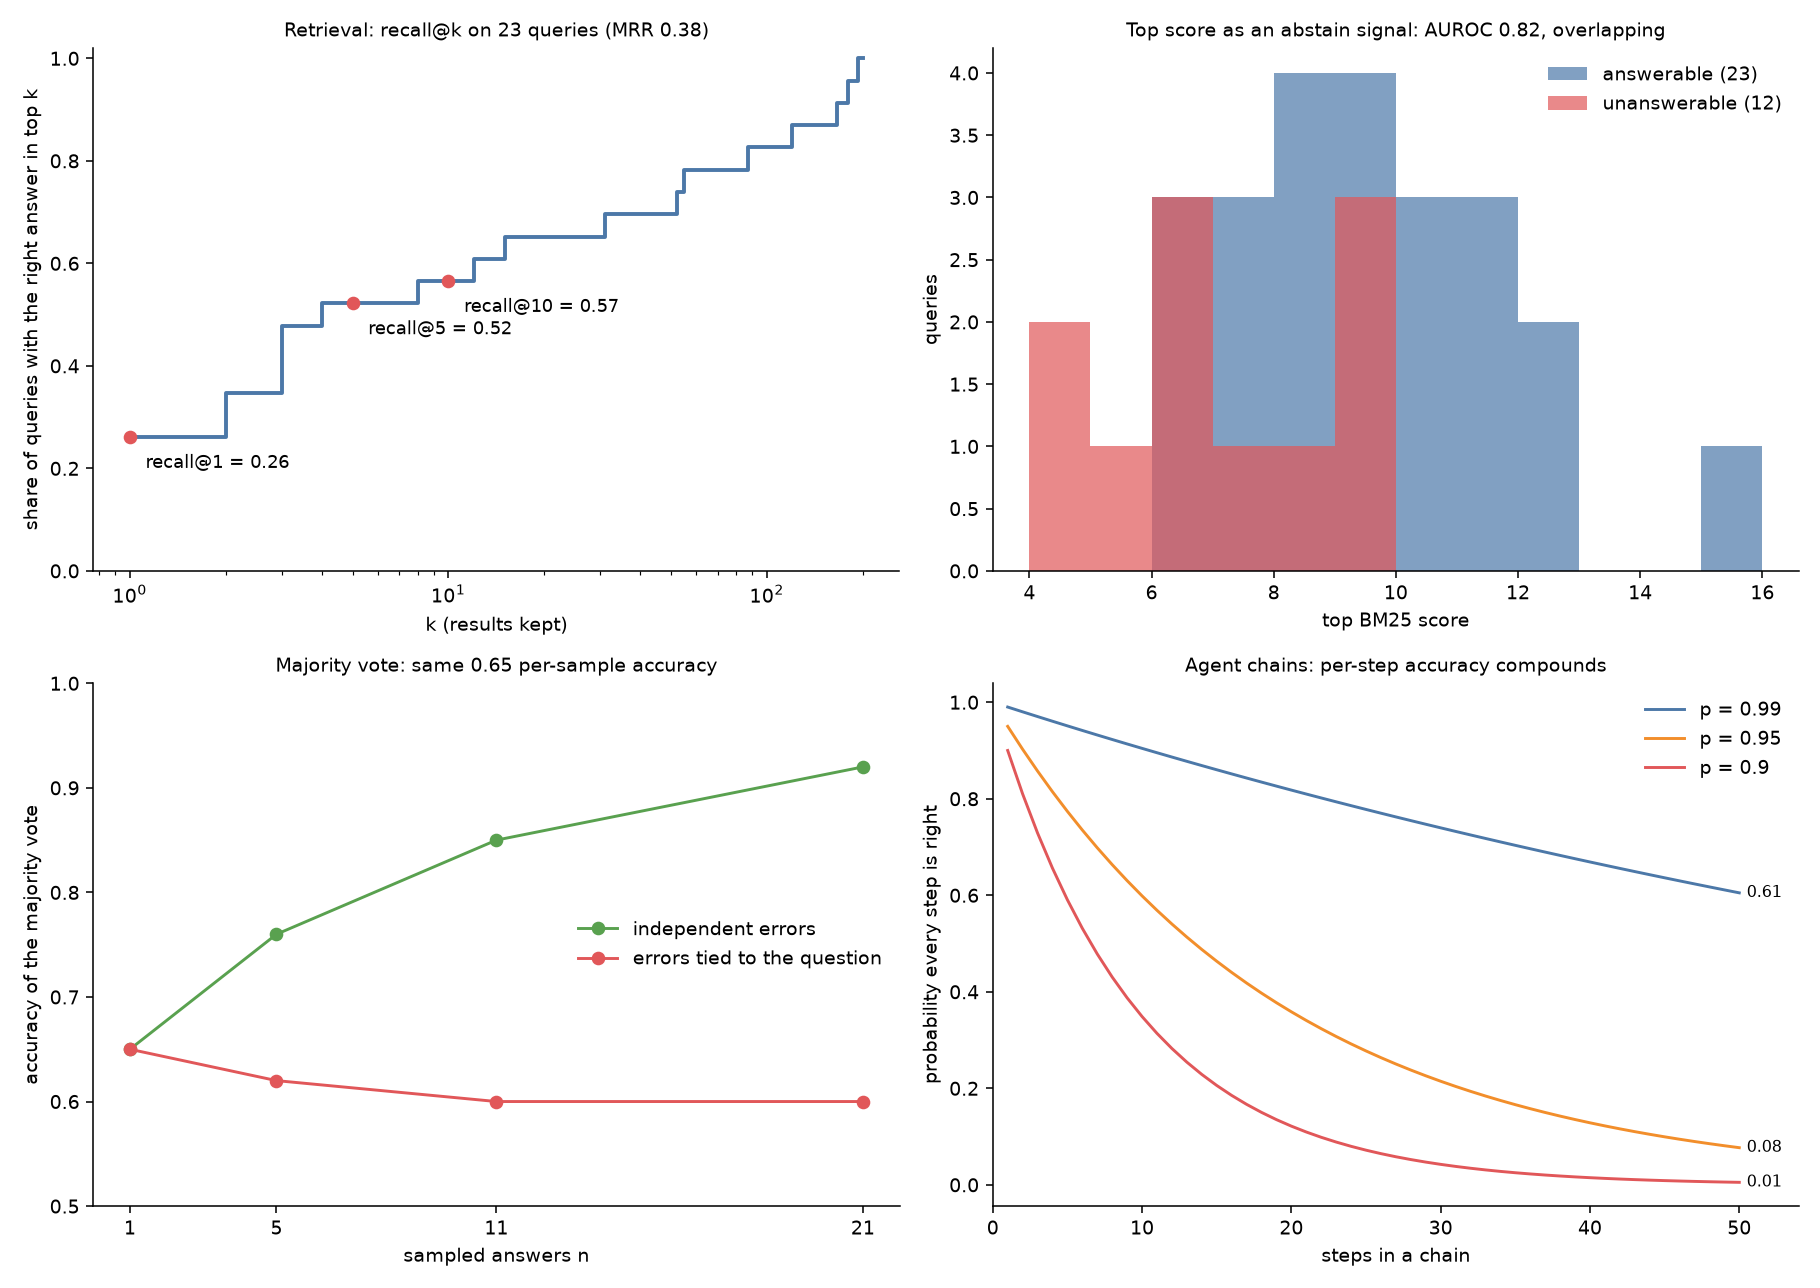 Retrieval: recall@k on 23 queries (MRR 0.38)
share of queries with the right answer in top k
1.0
0.8
0.6
0.4
0.2
0.0
recall@10 = 0.57
recall@5 = 0.52
recall@1 = 0.26
10⁰ 10¹ 10²
k (results kept)
Top score as an abstain signal: AUROC 0.82, overlapping
queries
4.0
3.5
3.0
2.5
2.0
1.5
1.0
0.5
0.0
answerable (23)
unanswerable (12)
4 6 8 10 12 14 16
top BM25 score
Majority vote: same 0.65 per-sample accuracy
accuracy of the majority vote
1.0
0.9
0.8
0.7
0.6
0.5
independent errors
errors tied to the question
1 5 11 21
sampled answers n
Agent chains: per-step accuracy compounds
probability every step is right
1.0
0.8
0.6
0.4
0.2
0.0
p = 0.99
p = 0.95
p = 0.9
0.61
0.08
0.01
0 10 20 30 40 50
steps in a chain